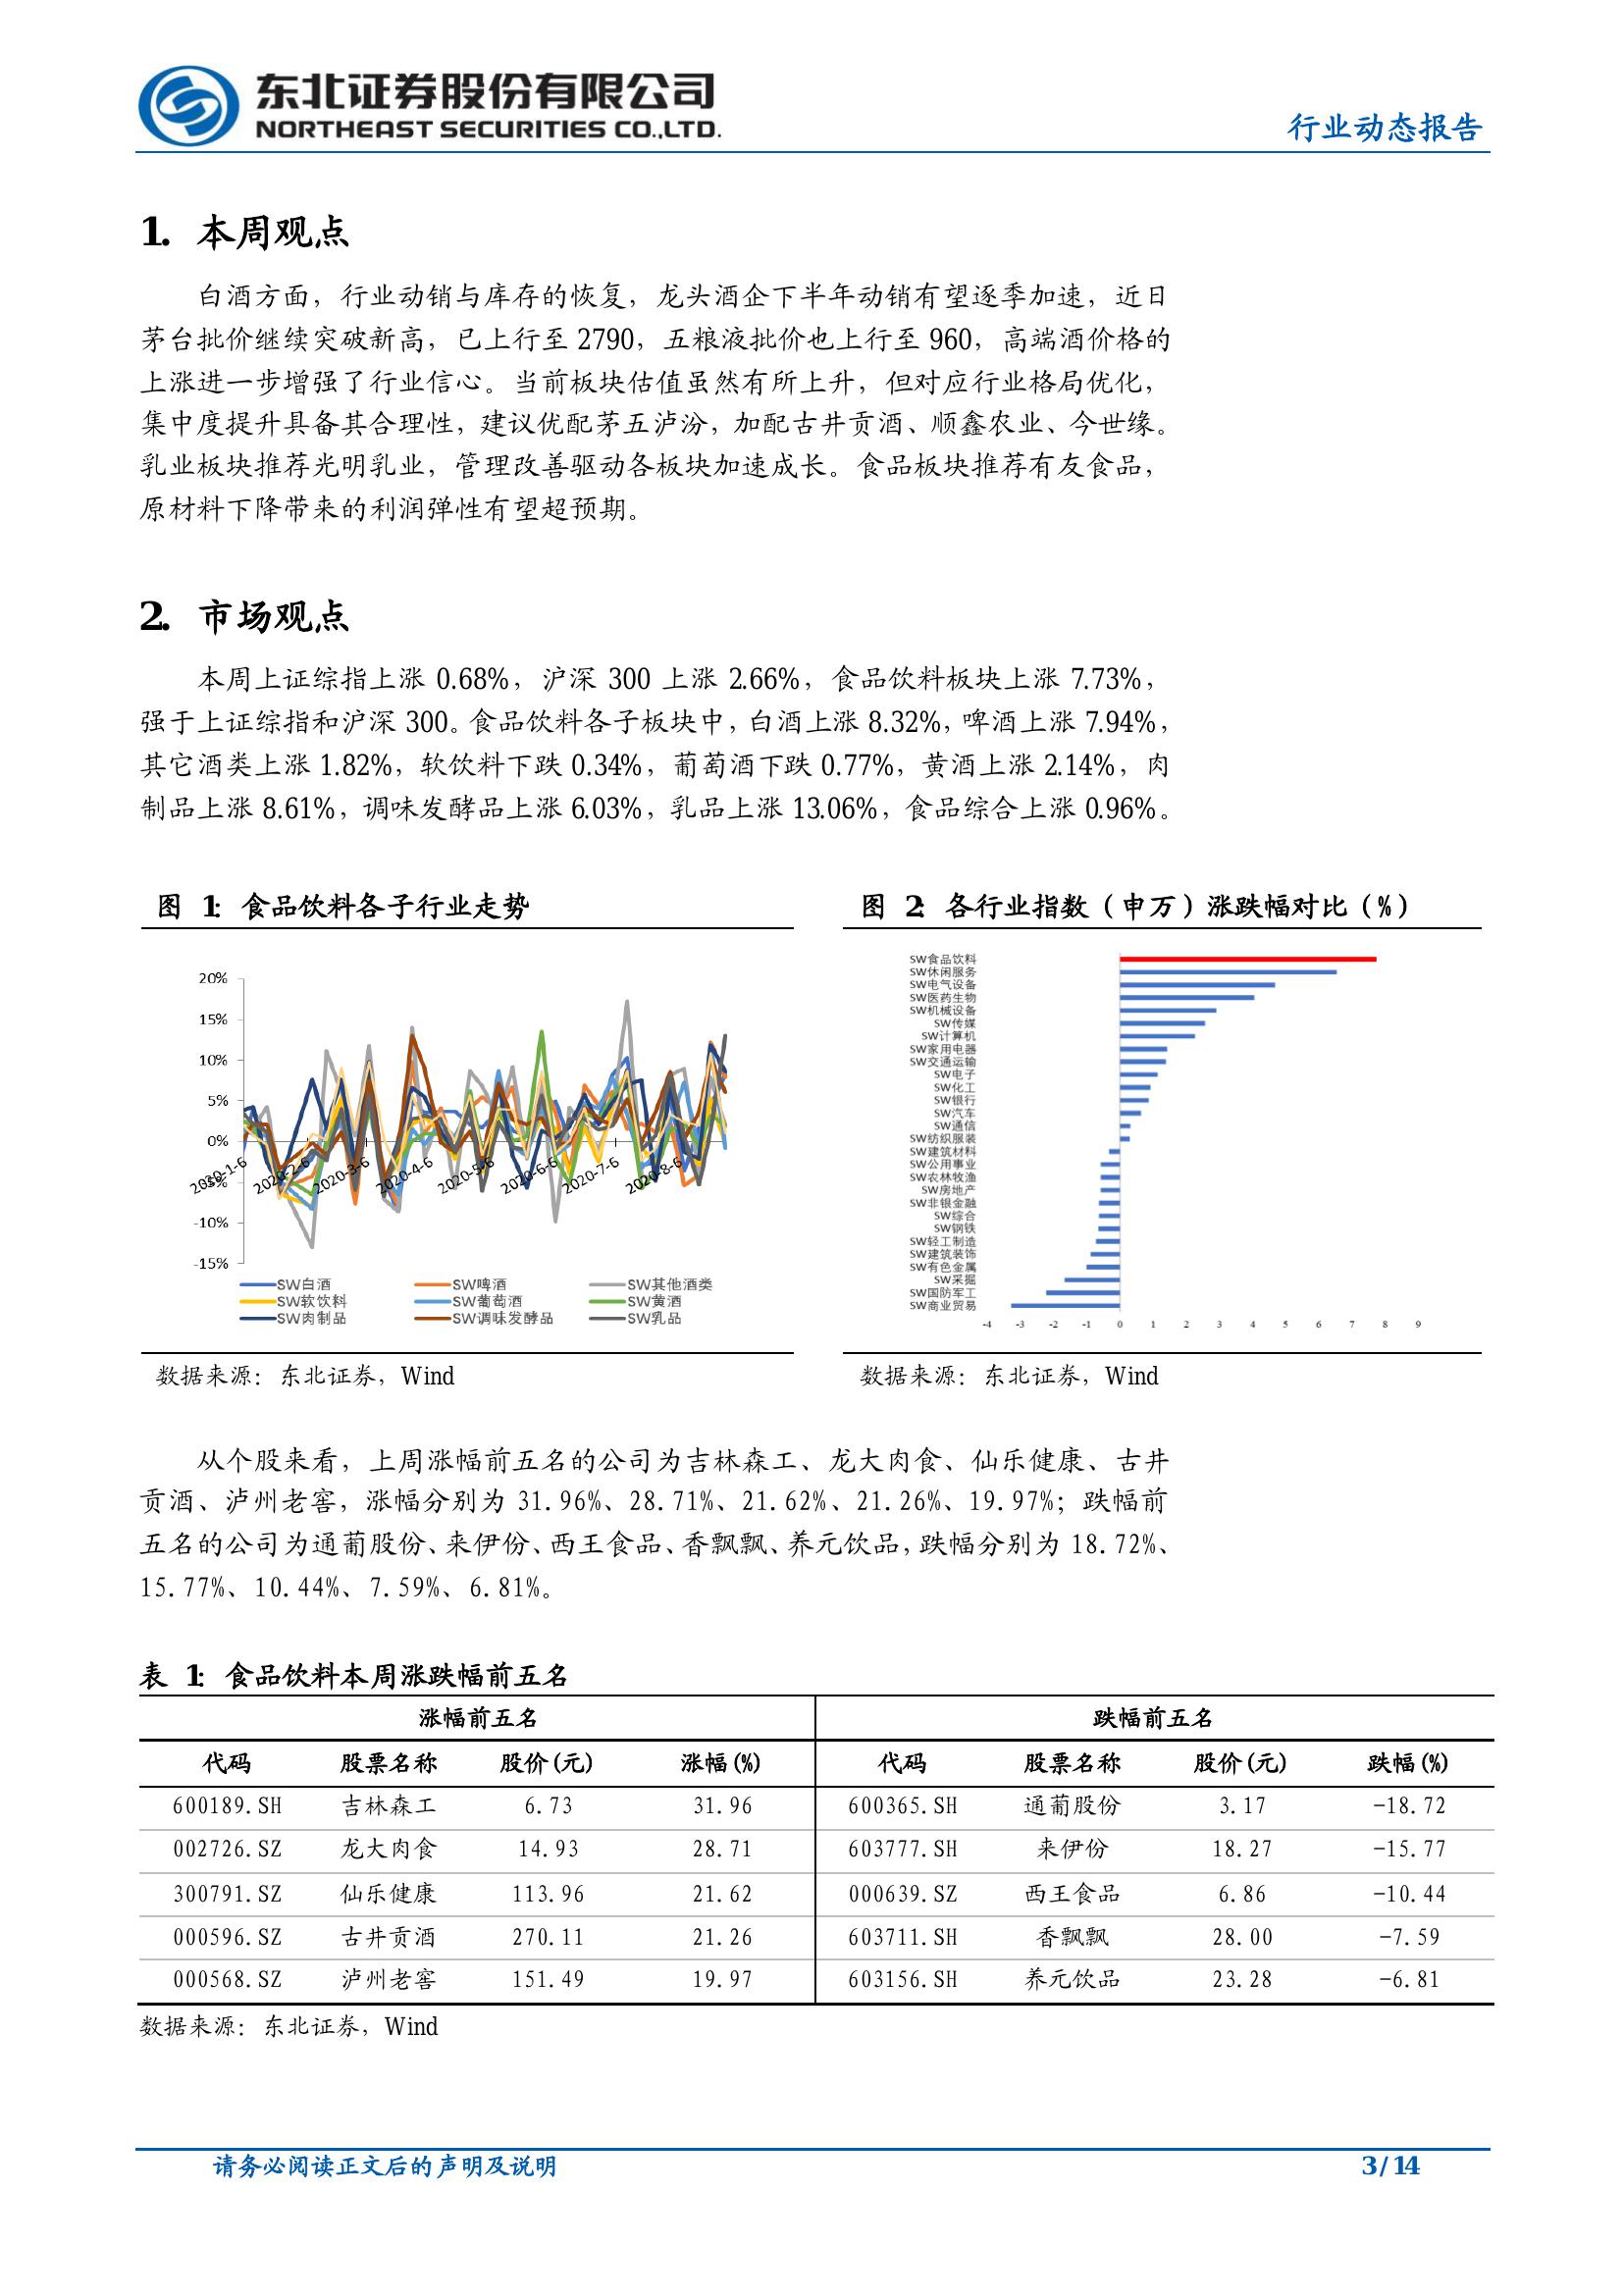 东北证券股份有限公司
NORTHEAST SECURITIES CO.,LTD.
行业动态报告
1. 本周观点
白酒方面，行业动销与库存的恢复，龙头酒企下半年动销有望逐季加速，近日
茅台批价继续突破新高，已上行至 2790，五粮液批价也上行至 960，高端酒价格的
上涨进一步增强了行业信心。当前板块估值虽然有所上升，但对应行业格局优化，
集中度提升具备其合理性，建议优配茅五泸汾，加配古井贡酒、顺鑫农业、今世缘。
乳业板块推荐光明乳业，管理改善驱动各板块加速成长。食品板块推荐有友食品，
原材料下降带来的利润弹性有望超预期。
2. 市场观点
本周上证综指上涨 0.68%，沪深 300 上涨 2.66%，食品饮料板块上涨 7.73%，
强于上证综指和沪深 300。食品饮料各子板块中，白酒上涨 8.32%，啤酒上涨 7.94%，
其它酒类上涨 1.82%，软饮料下跌 0.34%，葡萄酒下跌 0.77%，黄酒上涨 2.14%，肉
制品上涨 8.61%，调味发酵品上涨 6.03%，乳品上涨 13.06%，食品综合上涨 0.96%。
图 1: 食品饮料各子行业走势
20%
15%
10%
5%
0%
-5%
-10%
-15%
2020-1-6 2020-2-6 2020-3-6 2020-4-6 2020-5-6 2020-6-6 2020-7-6 2020-8-6
SW白酒 SW啤酒 SW其他酒类
SW软饮料 SW葡萄酒 SW黄酒
SW肉制品 SW调味发酵品 SW乳品
数据来源：东北证券，Wind
图 2: 各行业指数（申万）涨跌幅对比（%）
SW食品饮料
SW休闲服务
SW电气设备
SW医药生物
SW机械设备
SW传媒
SW计算机
SW家用电器
SW交通运输
SW电子
SW化工
SW银行
SW汽车
SW通信
SW纺织服装
SW建筑材料
SW公用事业
SW农林牧渔
SW房地产
SW非银金融
SW综合
SW钢铁
SW轻工制造
SW建筑装饰
SW有色金属
SW采掘
SW国防军工
SW商业贸易
-4 -3 -2 -1 0 1 2 3 4 5 6 7 8 9
数据来源：东北证券，Wind
从个股来看，上周涨幅前五名的公司为吉林森工、龙大肉食、仙乐健康、古井
贡酒、泸州老窖，涨幅分别为 31.96%、28.71%、21.62%、21.26%、19.97%；跌幅前
五名的公司为通葡股份、来伊份、西王食品、香飘飘、养元饮品，跌幅分别为 18.72%、
15.77%、10.44%、7.59%、6.81%。
表 1: 食品饮料本周涨跌幅前五名
涨幅前五名 跌幅前五名
代码 股票名称 股价(元) 涨幅(%) 代码 股票名称 股价(元) 跌幅(%)
600189.SH 吉林森工 6.73 31.96 600365.SH 通葡股份 3.17 -18.72
002726.SZ 龙大肉食 14.93 28.71 603777.SH 来伊份 18.27 -15.77
300791.SZ 仙乐健康 113.96 21.62 000639.SZ 西王食品 6.86 -10.44
000596.SZ 古井贡酒 270.11 21.26 603711.SH 香飘飘 28.00 -7.59
000568.SZ 泸州老窖 151.49 19.97 603156.SH 养元饮品 23.28 -6.81
数据来源：东北证券，Wind
请务必阅读正文后的声明及说明
3 / 14